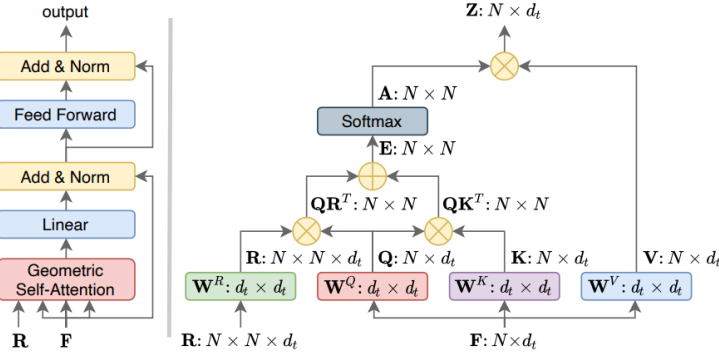 output
Add & Norm
Feed Forward
Add & Norm
Linear
Geometric
Self-Attention
R F
Z: N × d_t
A: N × N
Softmax
E: N × N
QR^T: N × N QK^T: N × N
R: N × N × d_t Q: N × d_t K: N × d_t V: N × d_t
W^R: d_t × d_t W^Q: d_t × d_t W^K: d_t × d_t W^V: d_t × d_t
R: N × N × d_t F: N×d_t